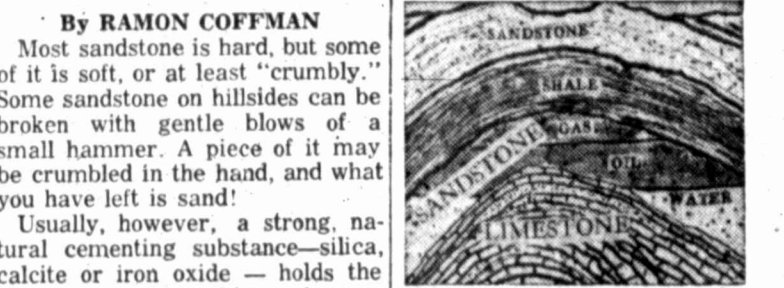 By RAMON COFFMAN
Most sandstone is hard, but some
of it is soft, or at least "crumbly."
Some sandstone on hillsides can be
broken with gentle blows of a
small hammer. A piece of it may
be crumbled in the hand, and what
you have left is sand!
Usually, however, a strong, na-
tural cementing substance—silica,
calcite or iron oxide — holds the
SANDSTONE
SHALE
GAS
SANDSTONE
OIL
WATER
LIMESTONE